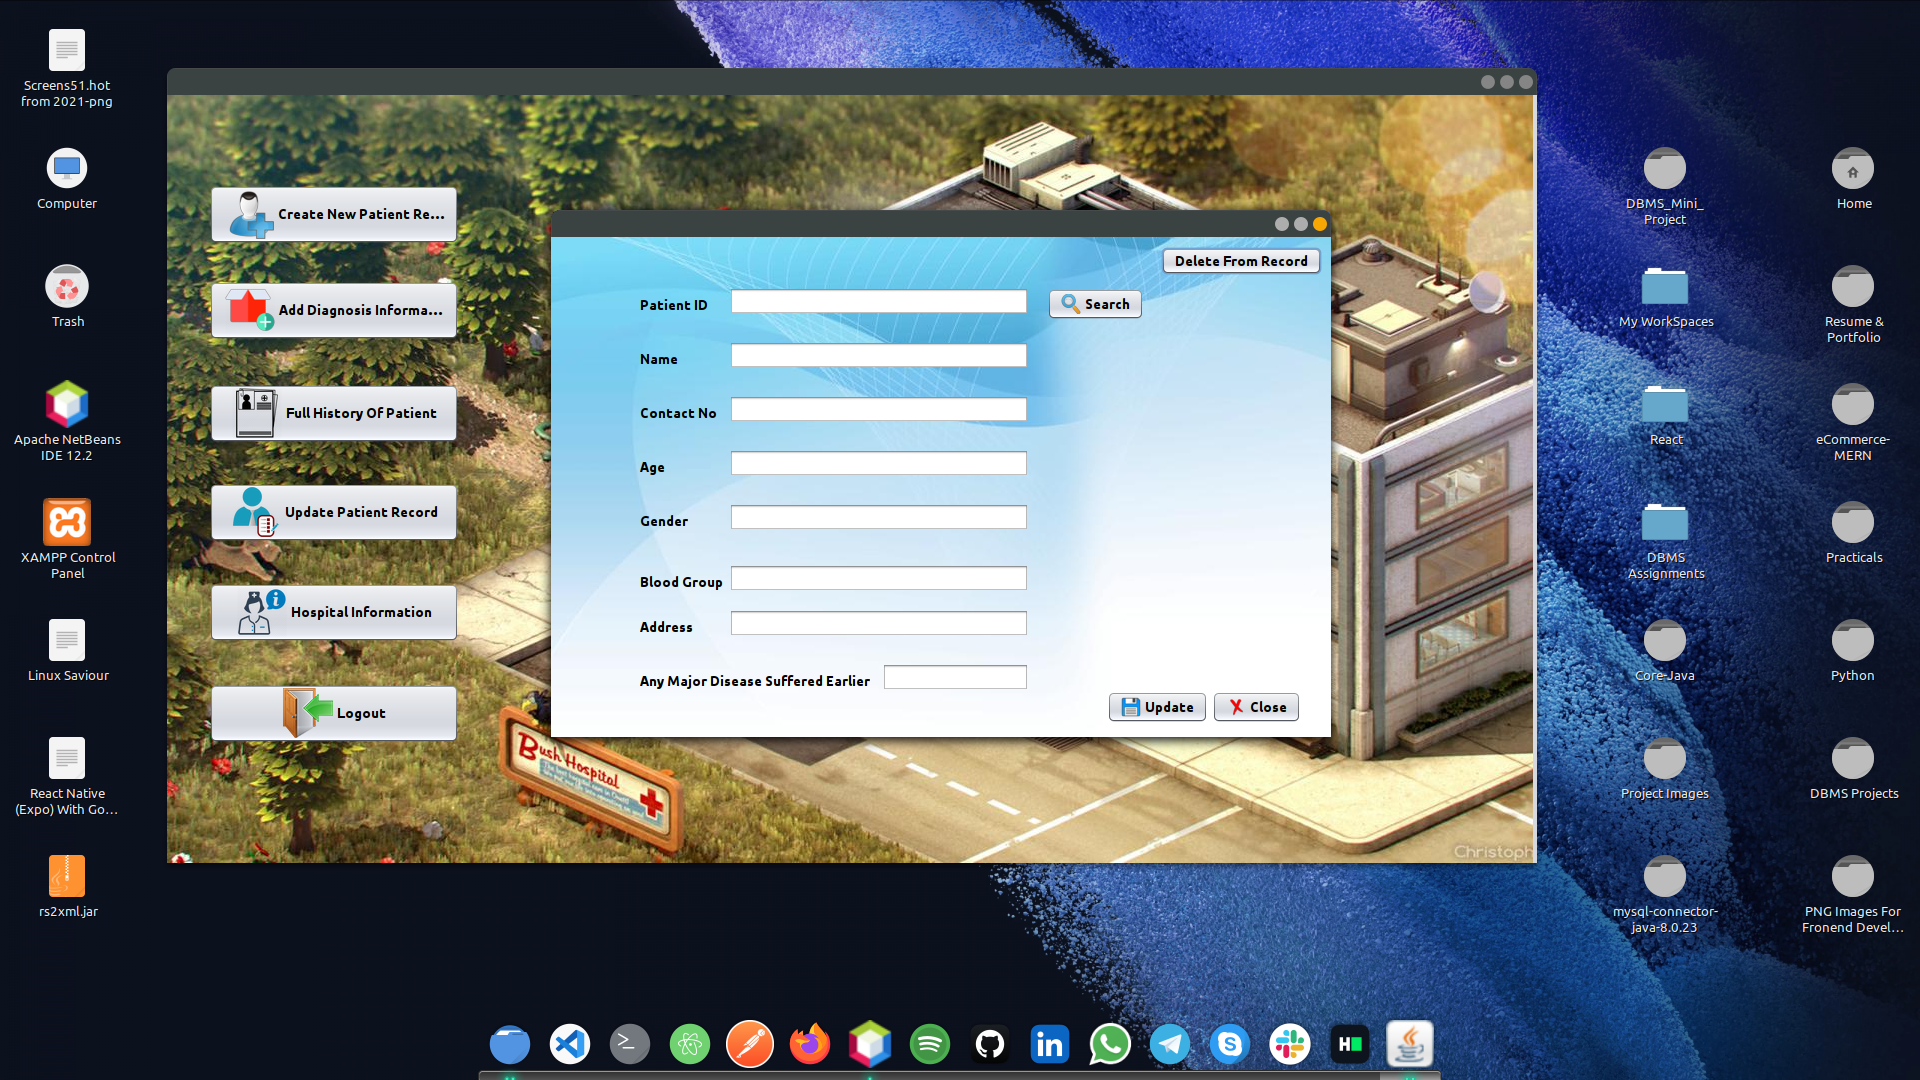 Screens51.hot
from 2021-png
Computer
Trash
Apache NetBeans
IDE 12.2
XAMPP Control
Panel
Linux Saviour
React Native
(Expo) With Go...
rs2xml.jar
Create New Patient Re...
Add Diagnosis Informa...
Full History Of Patient
Update Patient Record
Hospital Information
Logout
Delete From Record
Patient ID
Search
Name
Contact No
Age
Gender
Blood Group
Address
Any Major Disease Suffered Earlier
Update
Close
Bush Hospital
Christoph
DBMS_Mini_
Project
My WorkSpaces
React
DBMS
Assignments
Core-Java
Project Images
mysql-connector-
java-8.0.23
Home
Resume &
Portfolio
eCommerce-
MERN
Practicals
Python
DBMS Projects
PNG Images For
Fronend Devel...